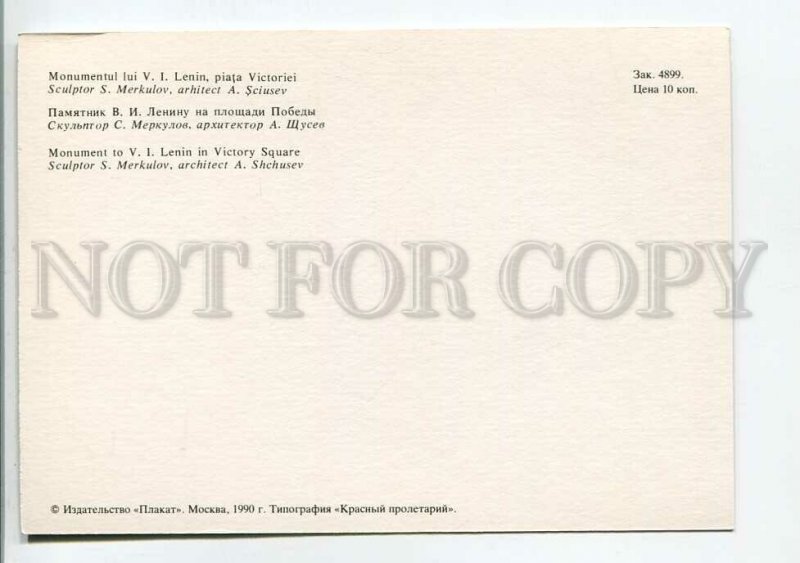 Monumentul lui V. I. Lenin, piața Victoriei
Sculptor S. Merkulov, arhitect A. Șciusev
Памятник В. И. Ленину на площади Победы
Скульптор С. Меркулов, архитектор А. Щусев
Monument to V. I. Lenin in Victory Square
Sculptor S. Merkulov, architect A. Shchusev
Зак. 4899.
Цена 10 коп.
NOT FOR COPY
© Издательство «Плакат». Москва, 1990 г. Типография «Красный пролетарий».